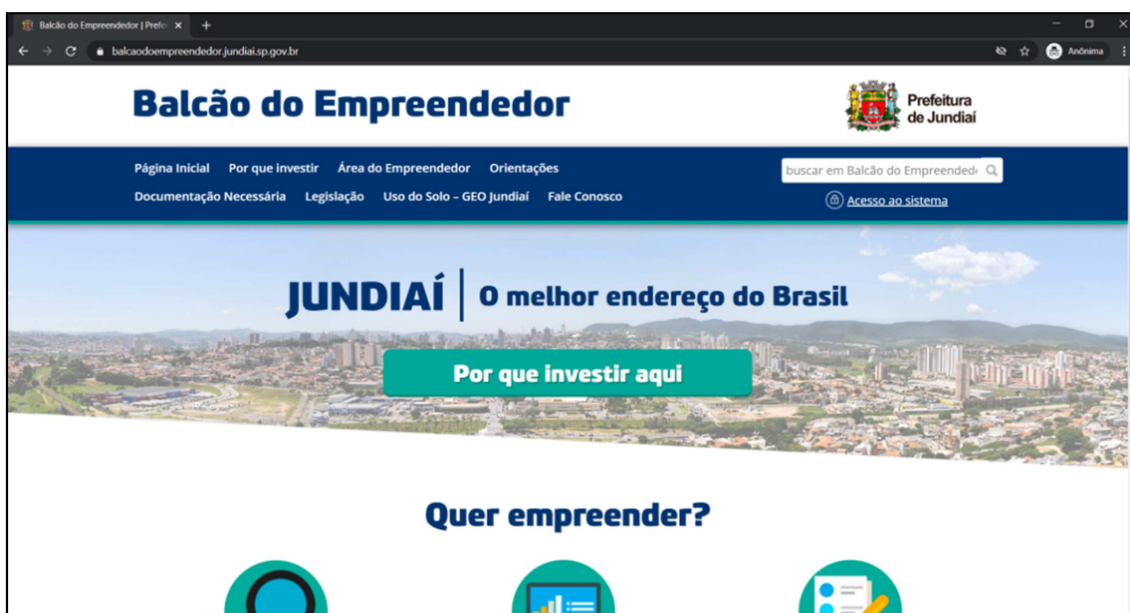 Balcão do Empreendedor | Prefei
balcaodoempreendedor.jundiai.sp.gov.br
Anônima
Balcão do Empreendedor
Prefeitura
de Jundiaí
Página Inicial Por que investir Área do Empreendedor Orientações
buscar em Balcão do Empreended
Documentação Necessária Legislação Uso do Solo – GEO Jundiaí Fale Conosco
Acesso ao sistema
JUNDIAÍ | O melhor endereço do Brasil
Por que investir aqui
Quer empreender?